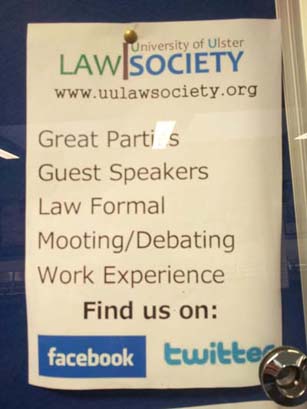 University of Ulster
LAW SOCIETY
www.uulawsociety.org
Great Parties
Guest Speakers
Law Formal
Mooting/Debating
Work Experience
Find us on:
facebook twitter